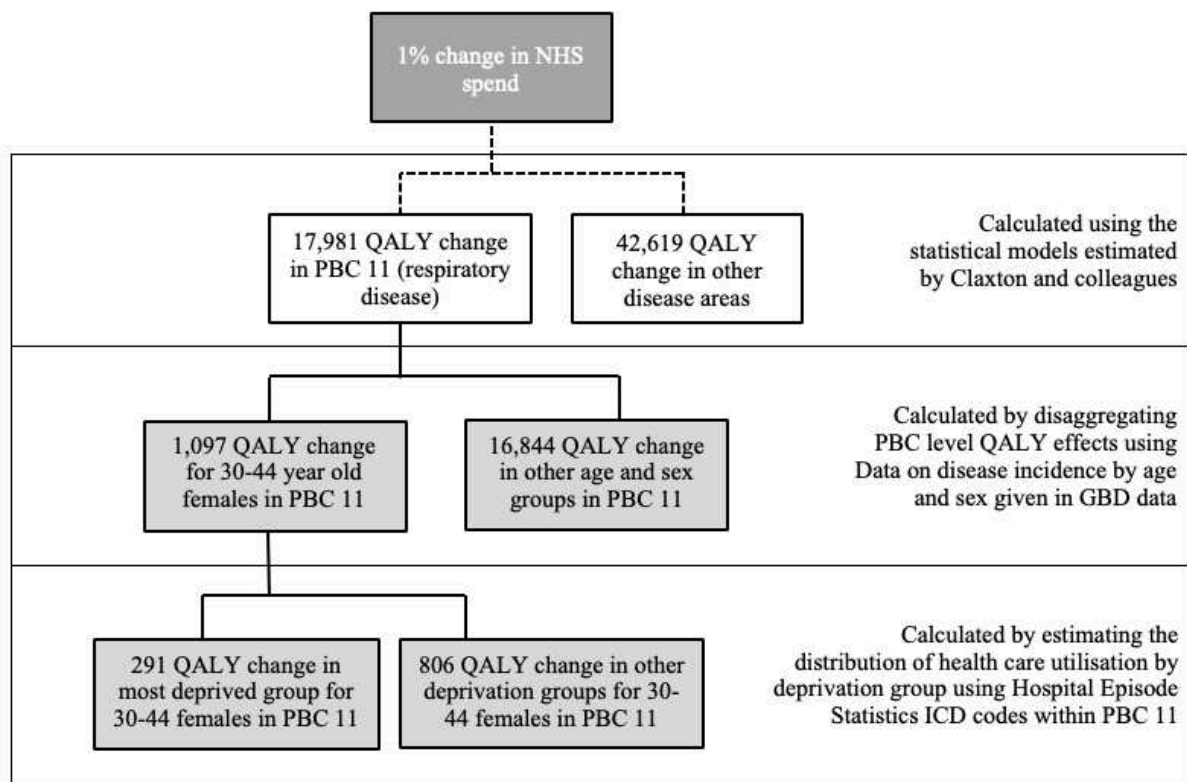 1% change in NHS
spend
17,981 QALY change
in PBC 11 (respiratory
disease)
42,619 QALY
change in other
disease areas
Calculated using the
statistical models estimated
by Claxton and colleagues
1,097 QALY change
for 30-44 year old
females in PBC 11
16,844 QALY change
in other age and sex
groups in PBC 11
Calculated by disaggregating
PBC level QALY effects using
Data on disease incidence by age
and sex given in GBD data
291 QALY change in
most deprived group for
30-44 females in PBC 11
806 QALY change in other
deprivation groups for 30-
44 females in PBC 11
Calculated by estimating the
distribution of health care utilisation by
deprivation group using Hospital Episode
Statistics ICD codes within PBC 11